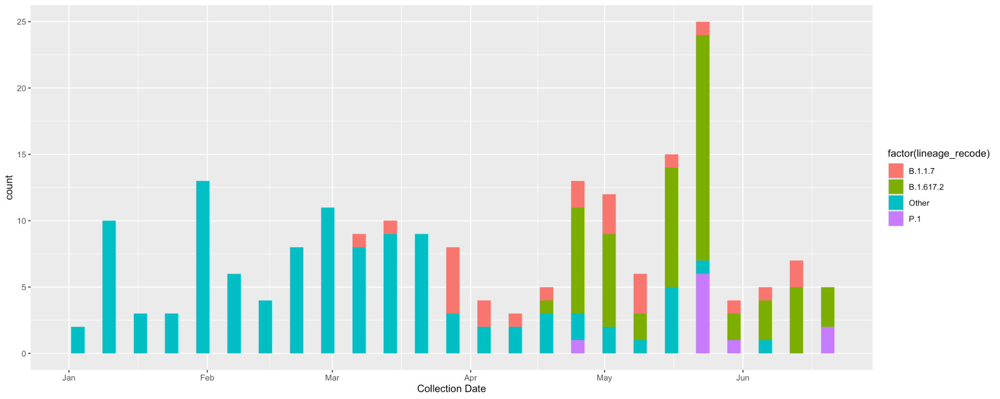 25
20
15
10
5
0
count
Jan Feb Mar Apr May Jun
Collection Date
factor(lineage_recode)
B.1.1.7
B.1.617.2
Other
P.1